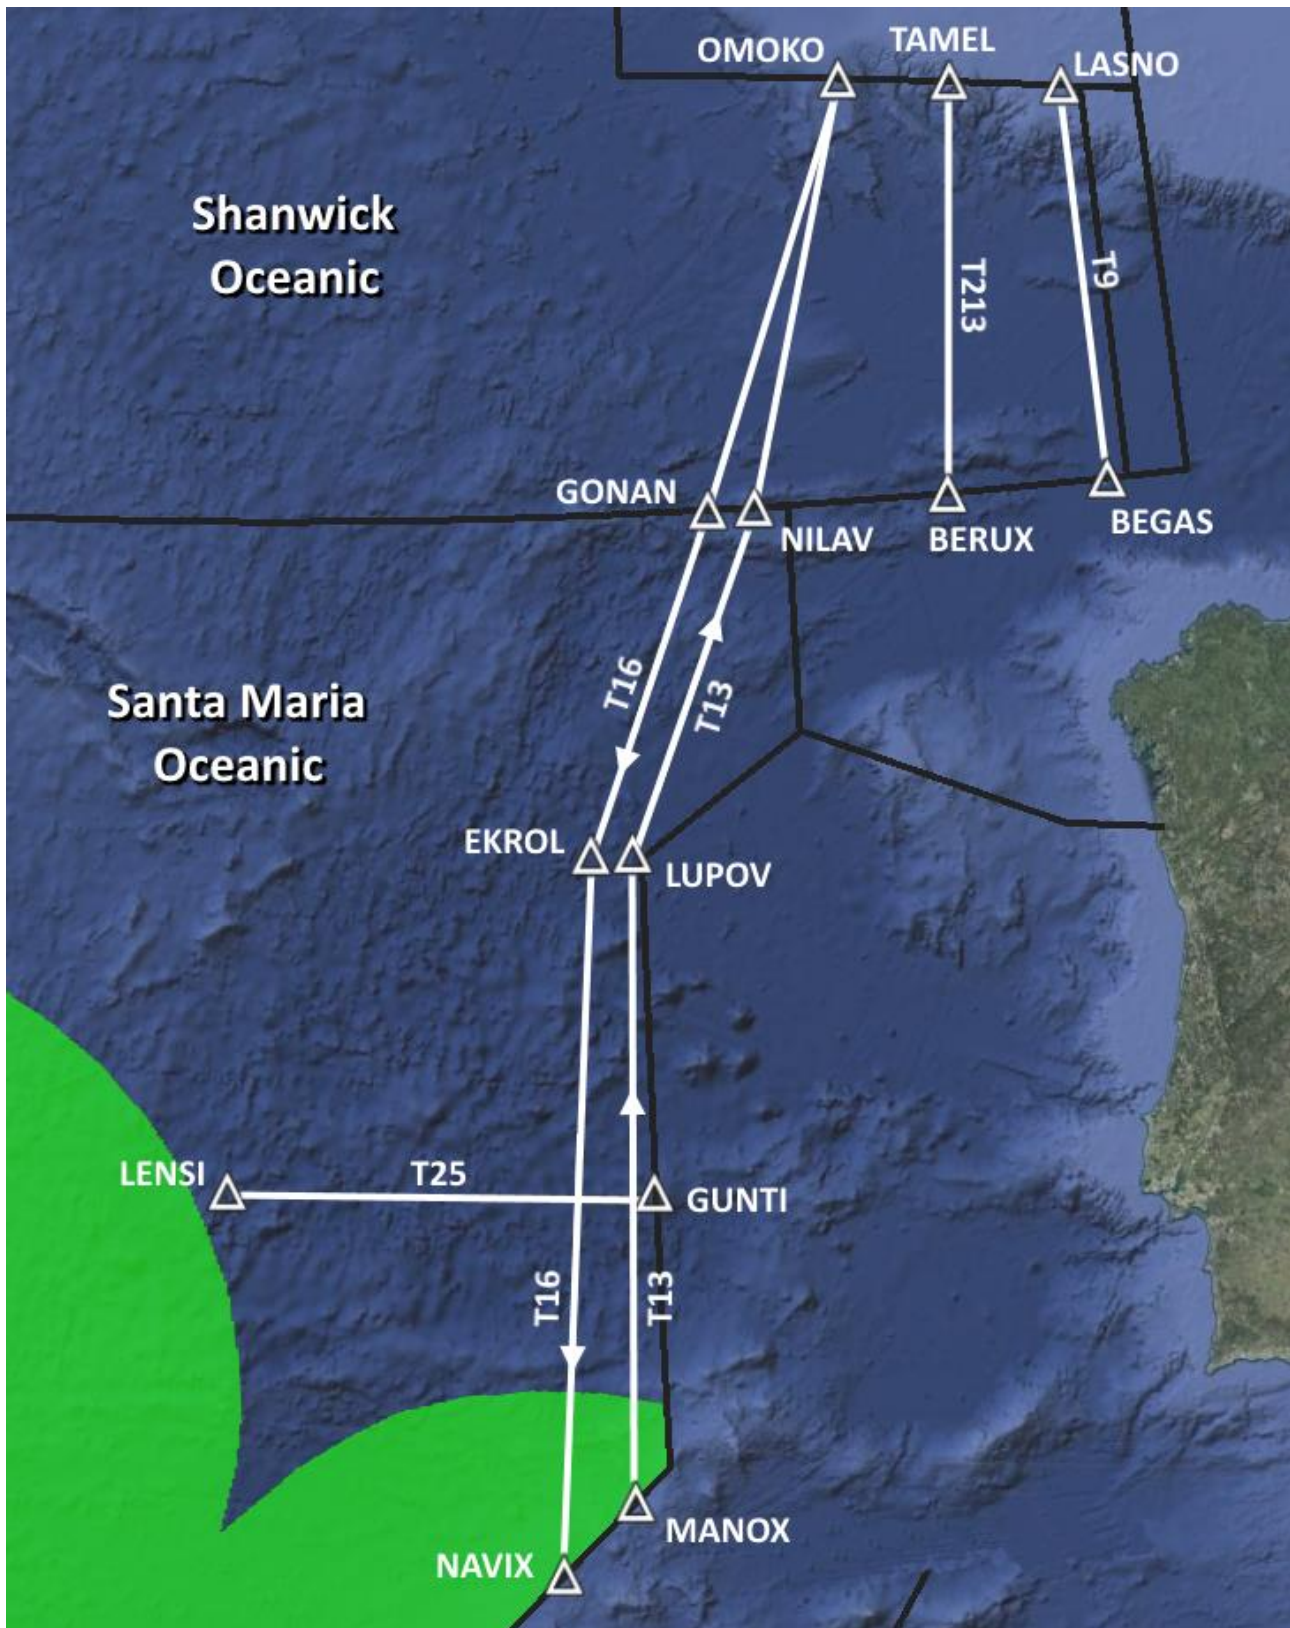 OMOKO
TAMEL
LASNO
Shanwick
Oceanic
T213
T9
GONAN
NILAV
BERUX
BEGAS
T16
T13
Santa Maria
Oceanic
EKROL
LUPOV
LENSI
T25
GUNTI
T16
T13
MANOX
NAVIX